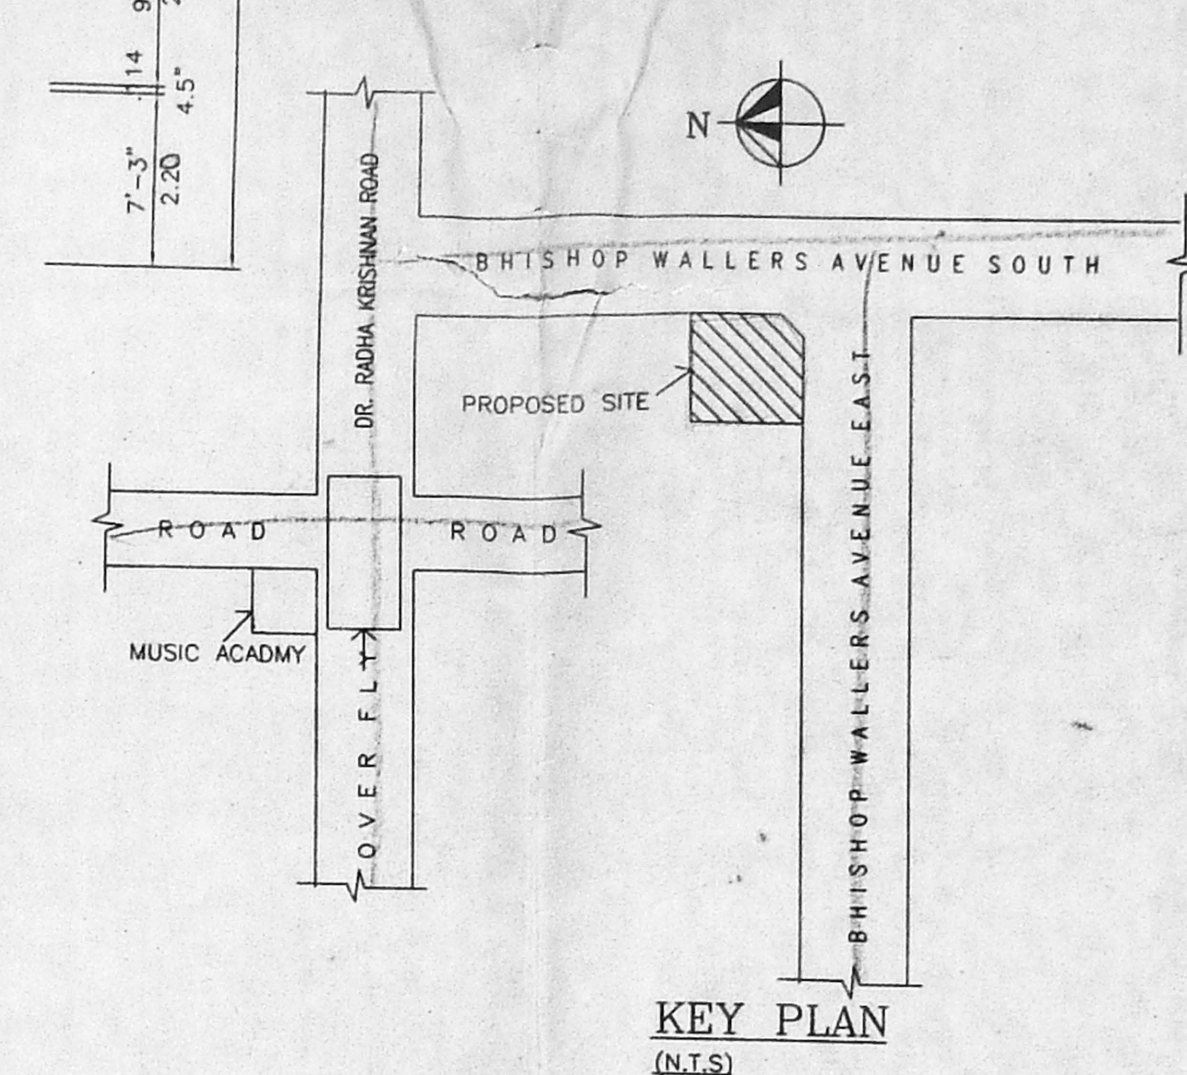 .14
4.5"
7'-3"
2.20
N
DR. RADHA KRISHNAN ROAD
BHISHOP WALLERS AVENUE SOUTH
PROPOSED SITE
BHISHOP WALLERS AVENUE EAST
ROAD
ROAD
MUSIC ACADMY
OVER FLY
KEY PLAN
(N.T.S)